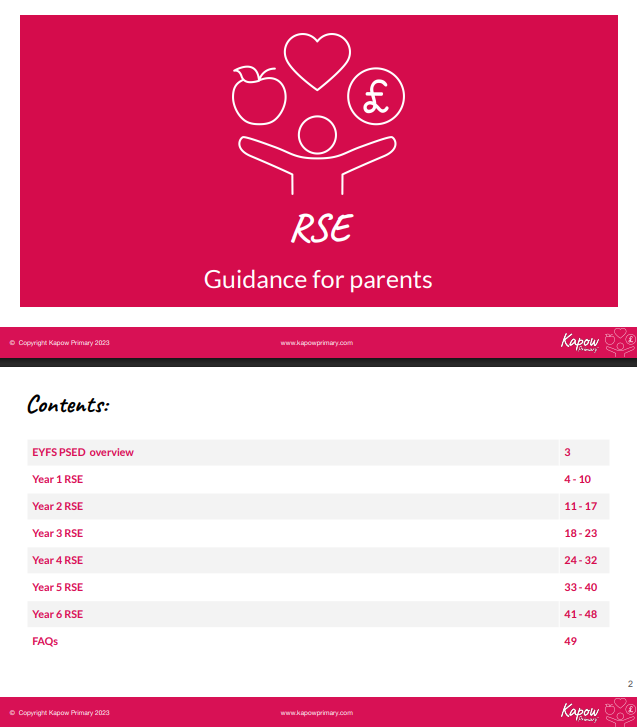 £
RSE
Guidance for parents
© Copyright Kapow Primary 2023 www.kapowprimary.com Kapow Primary
Contents:
EYFS PSED overview 3
Year 1 RSE 4 - 10
Year 2 RSE 11 - 17
Year 3 RSE 18 - 23
Year 4 RSE 24 - 32
Year 5 RSE 33 - 40
Year 6 RSE 41 - 48
FAQs 49
2
© Copyright Kapow Primary 2023 www.kapowprimary.com Kapow Primary